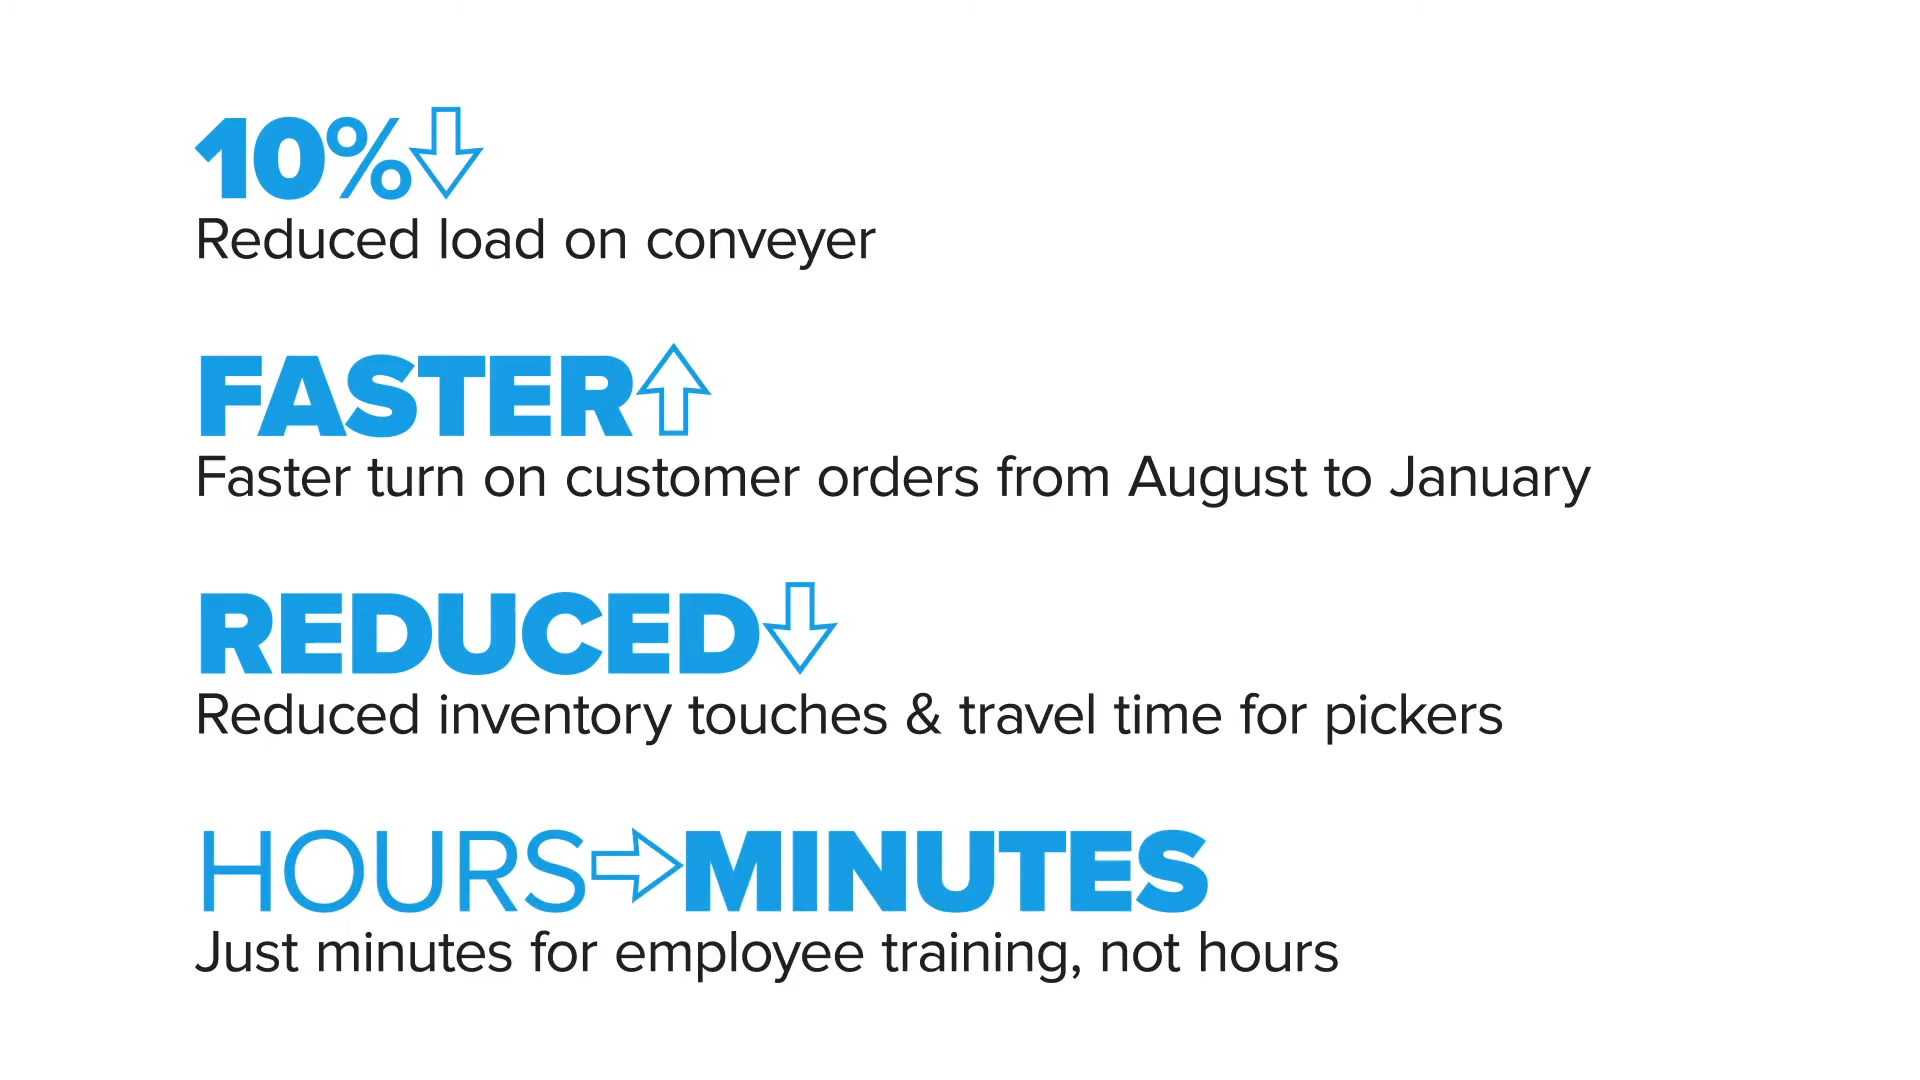 10%
Reduced load on conveyer
FASTER
Faster turn on customer orders from August to January
REDUCED
Reduced inventory touches & travel time for pickers
HOURS MINUTES
Just minutes for employee training, not hours